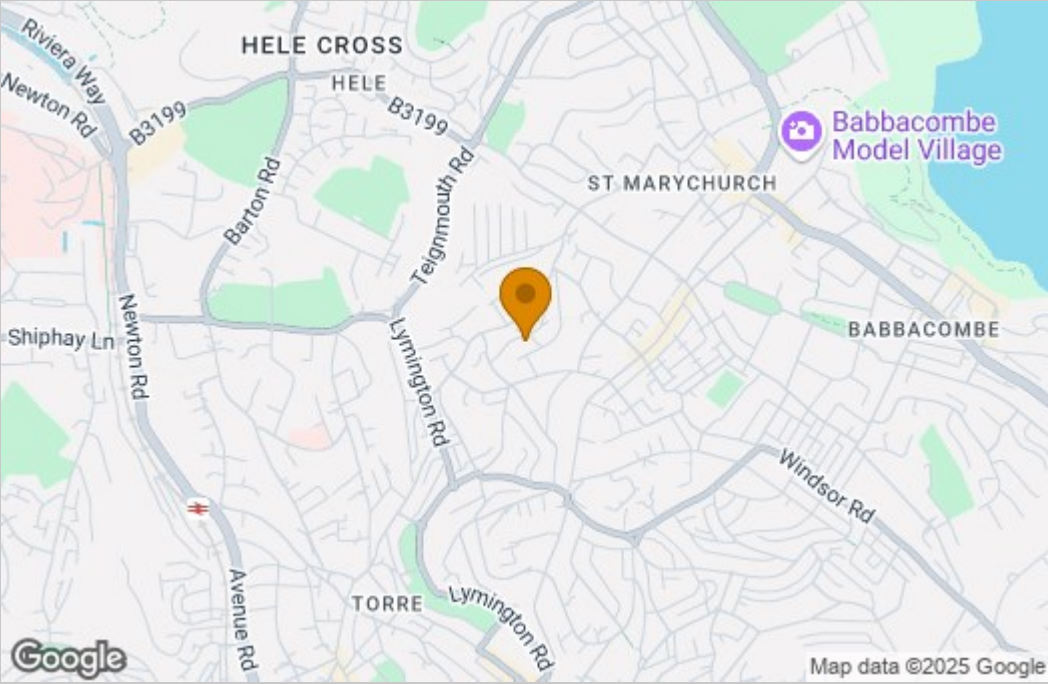 Riviera Way
HELE CROSS
HELE
Newton Rd
B3199
B3199
Babbacombe
Model Village
Teignmouth Rd
ST MARYCHURCH
Barton Rd
Newton Rd
Lymington Rd
Shiphay Ln
BABBACOMBE
Windsor Rd
Avenue Rd
TORRE
Lymington Rd
Google
Map data ©2025 Google